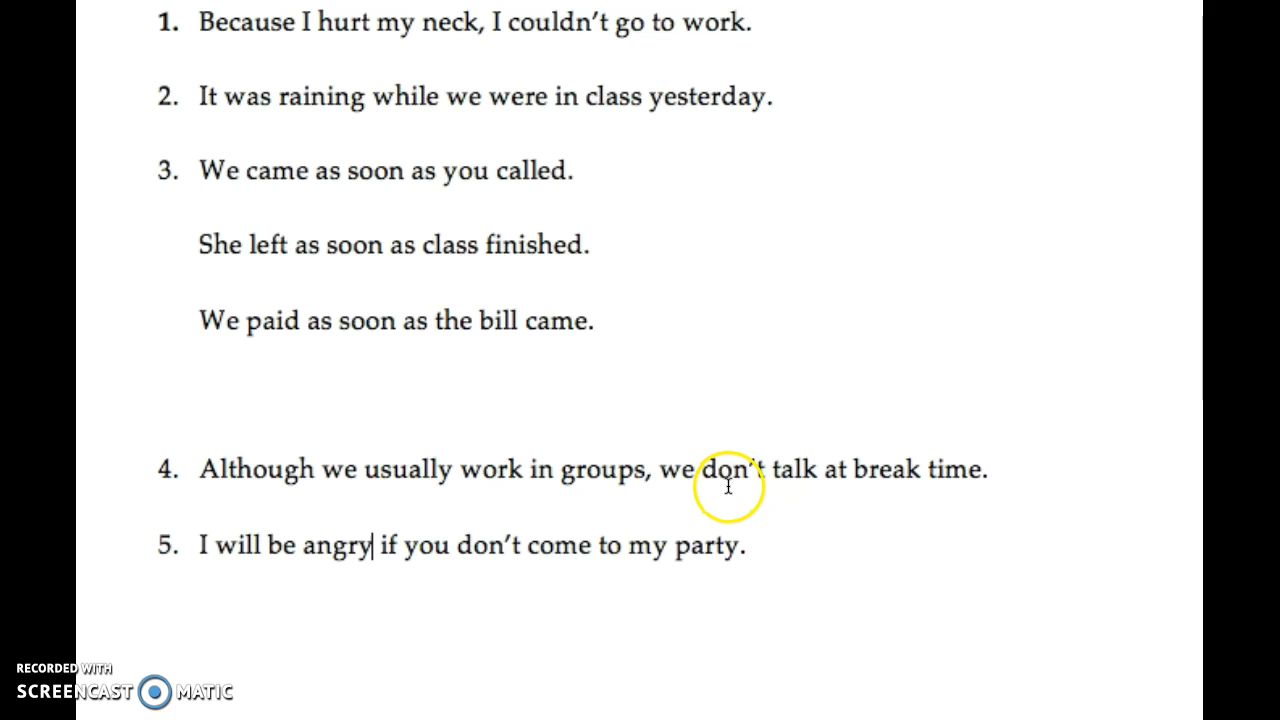 1. Because I hurt my neck, I couldn’t go to work.
2. It was raining while we were in class yesterday.
3. We came as soon as you called.
She left as soon as class finished.
We paid as soon as the bill came.
4. Although we usually work in groups, we don’t talk at break time.
5. I will be angry if you don’t come to my party.
RECORDED WITH
SCREENCAST MATIC